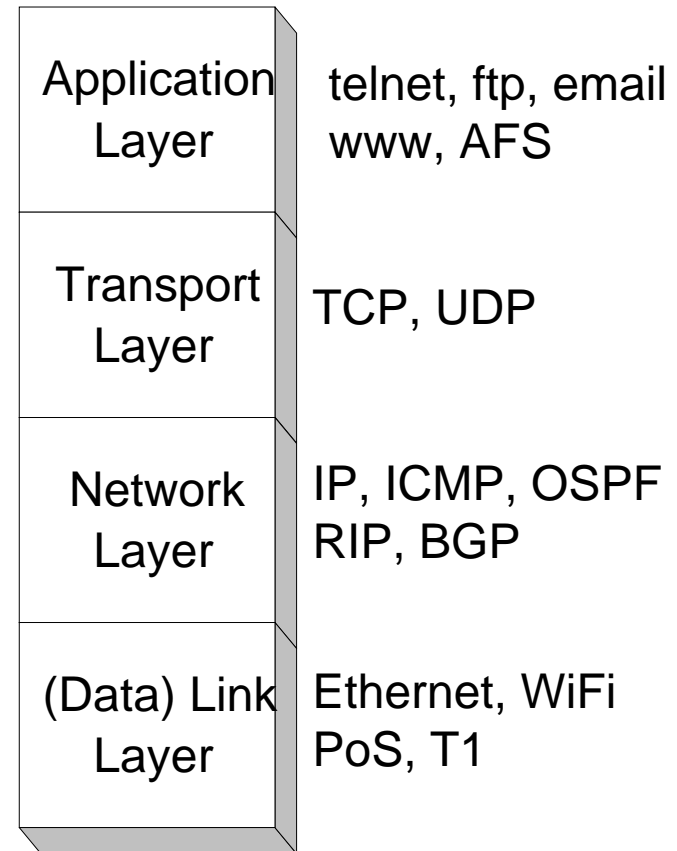 Application
Layer
telnet, ftp, email
www, AFS
Transport
Layer
TCP, UDP
Network
Layer
IP, ICMP, OSPF
RIP, BGP
(Data) Link
Layer
Ethernet, WiFi
PoS, T1